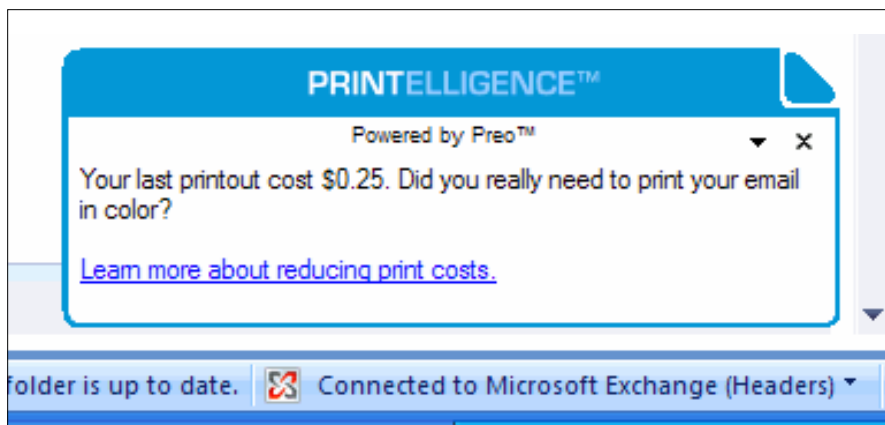 PRINTELLIGENCE™
Powered by Preo™
Your last printout cost $0.25. Did you really need to print your email
in color?
Learn more about reducing print costs.
folder is up to date.
Connected to Microsoft Exchange (Headers)